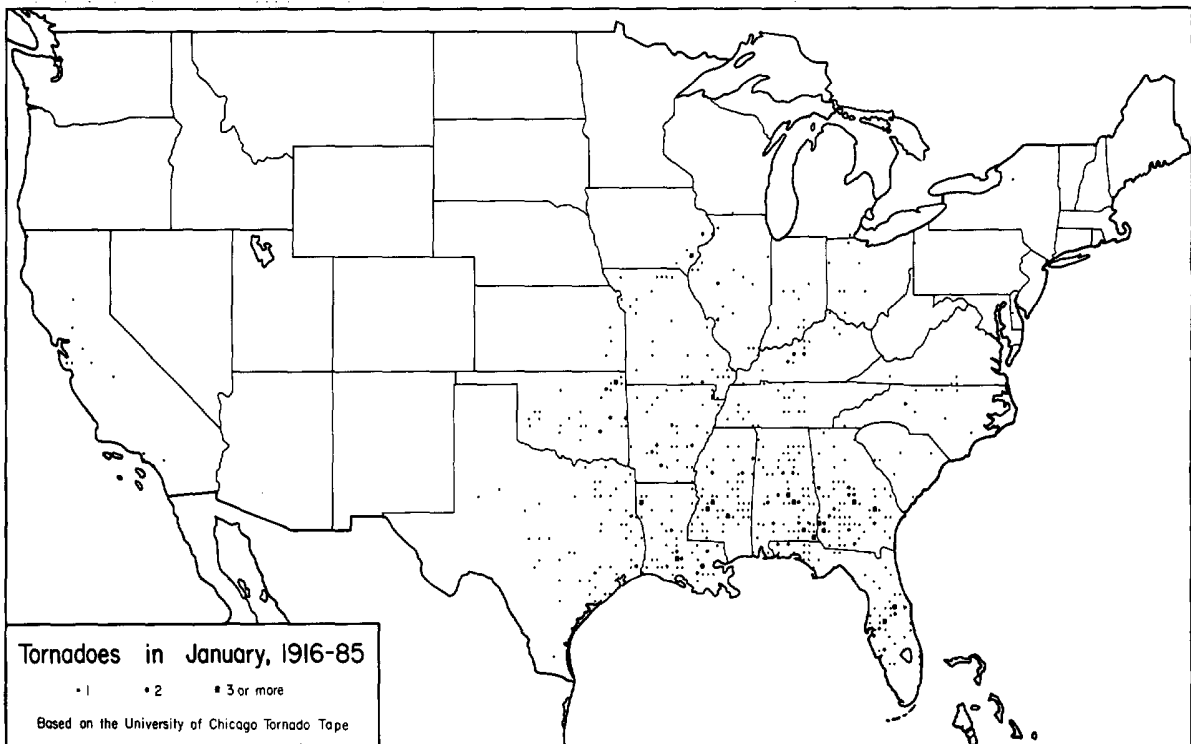 Tornadoes in January, 1916-85
• 1 • 2 ▪ 3 or more
Based on the University of Chicago Tornado Tape